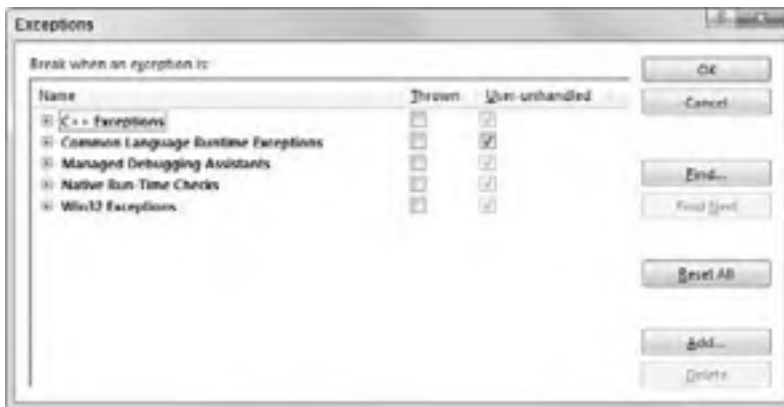 Exceptions
Break when an exception is:
Name Thrown User-unhandled
C++ Exceptions
Common Language Runtime Exceptions
Managed Debugging Assistants
Native Run-Time Checks
Win32 Exceptions
OK
Cancel
Find...
Find Next
Reset All
Add...
Delete